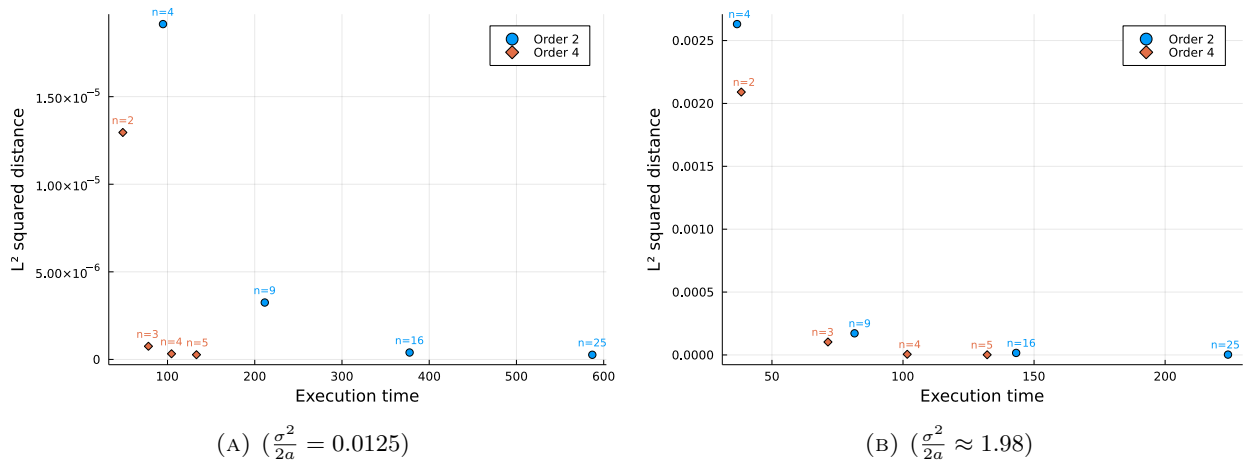 n=4
Order 2
Order 4
1.50×10⁻⁵
n=2
1.00×10⁻⁵
5.00×10⁻⁶
n=9
n=3
n=4
n=5
n=16
n=25
0
100
200
300
400
500
600
L² squared distance
Execution time
(A) (σ²/2a = 0.0125)
n=4
Order 2
Order 4
0.0025
n=2
0.0020
0.0015
0.0010
0.0005
n=3
n=9
n=4
n=5
n=16
n=25
0.0000
50
100
150
200
L² squared distance
Execution time
(B) (σ²/2a ≈ 1.98)